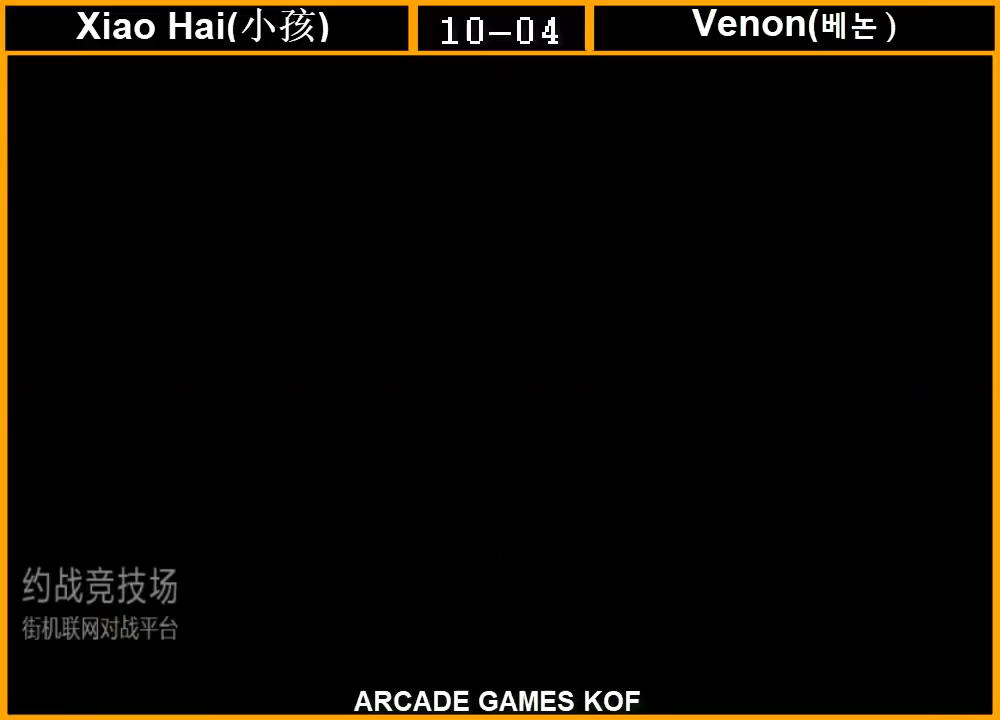 Xiao Hai(小孩)
10-04
Venon(베논)
约战竞技场
街机联网对战平台
ARCADE GAMES KOF